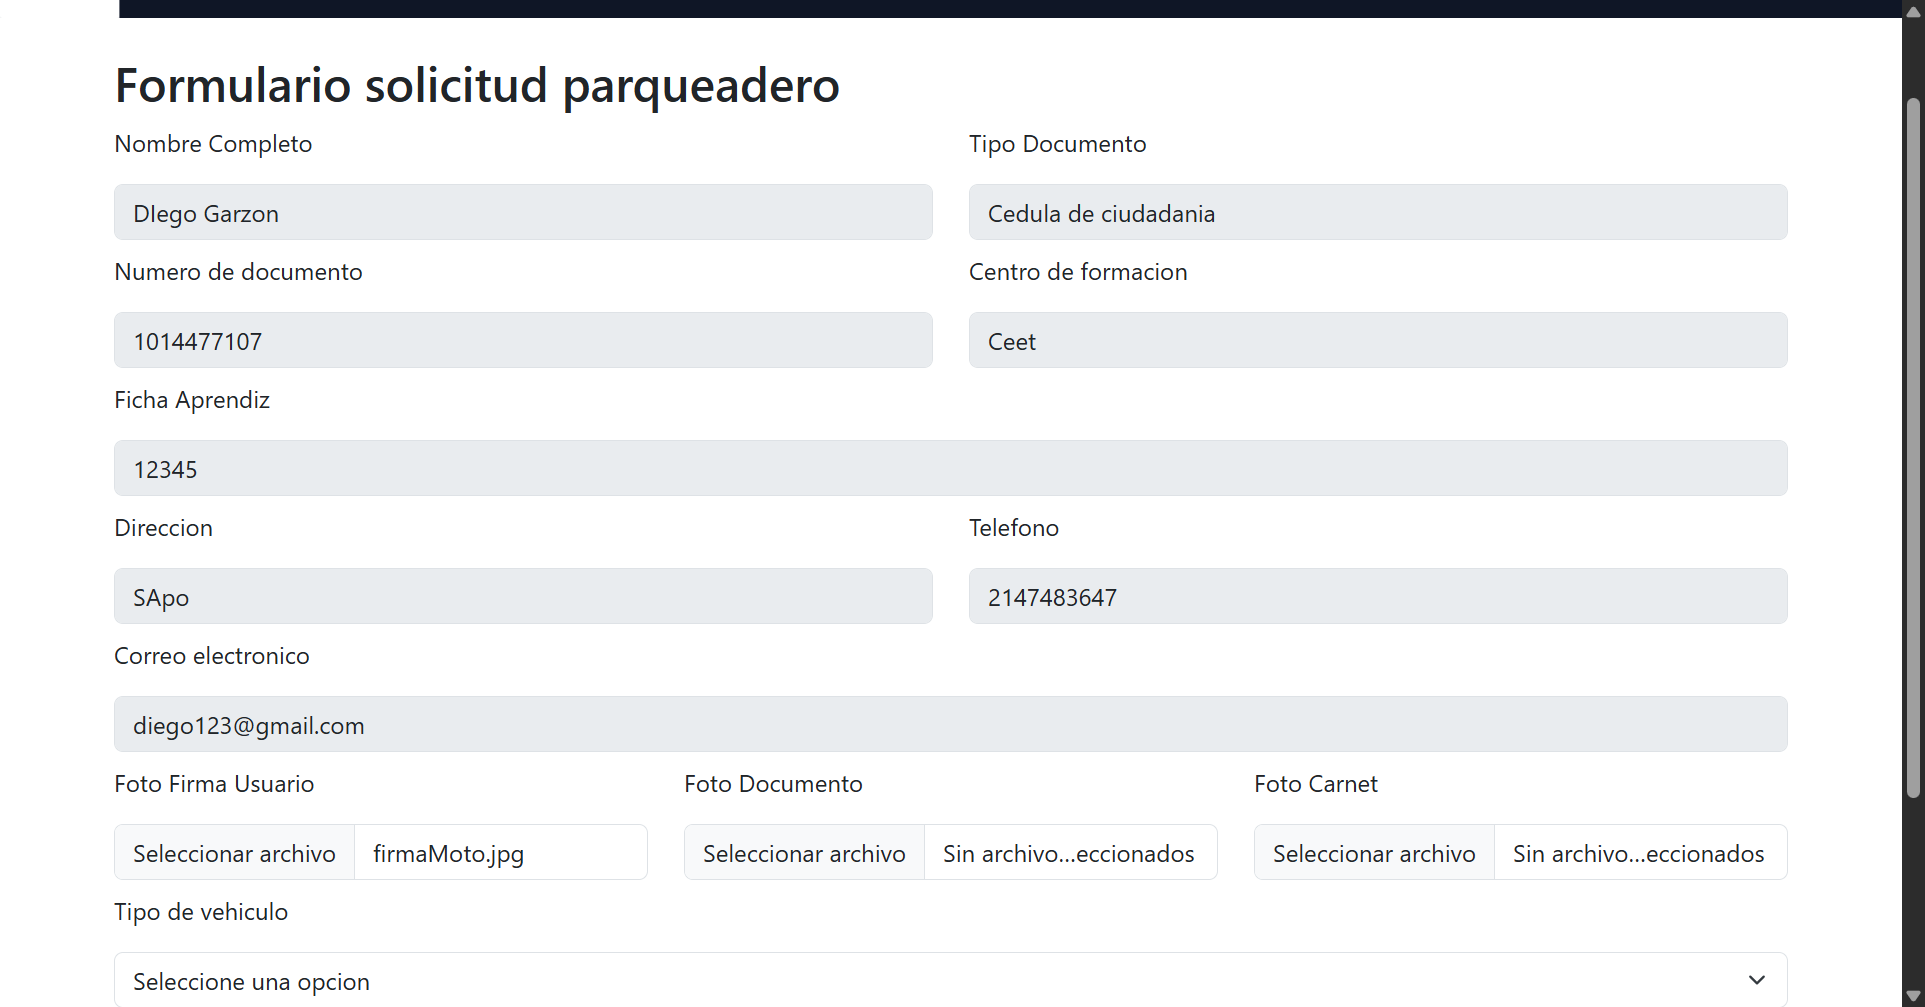 Formulario solicitud parqueadero
Nombre Completo
Tipo Documento
DIego Garzon
Cedula de ciudadania
Numero de documento
Centro de formacion
1014477107
Ceet
Ficha Aprendiz
12345
Direccion
Telefono
SApo
2147483647
Correo electronico
diego123@gmail.com
Foto Firma Usuario
Foto Documento
Foto Carnet
Seleccionar archivo firmaMoto.jpg
Seleccionar archivo Sin archivo...eccionados
Seleccionar archivo Sin archivo...eccionados
Tipo de vehiculo
Seleccione una opcion